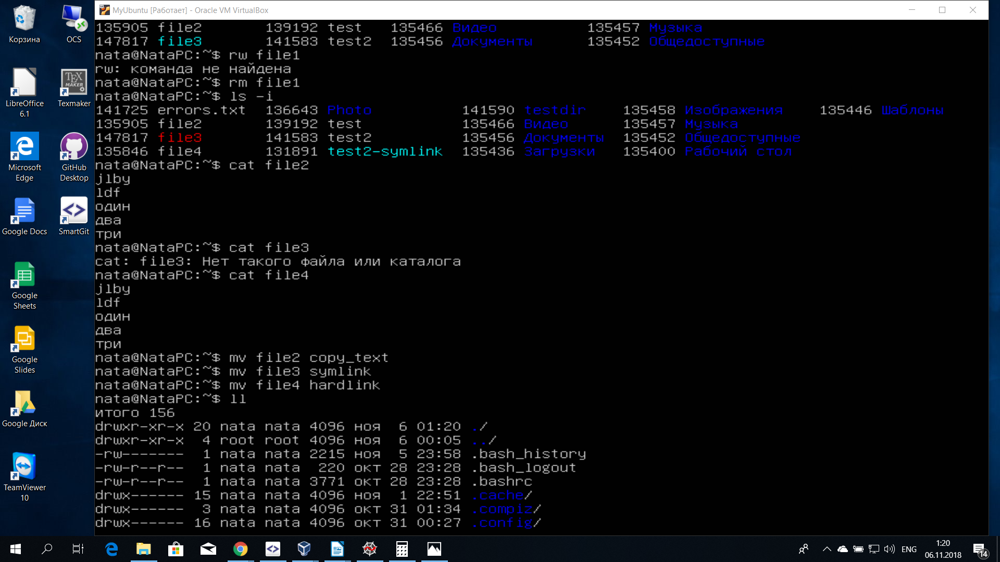 MyUbuntu [Работает] - Oracle VM VirtualBox
135905 file2 139192 test 135466 Видео 135457 Музыка
147817 file3 141583 test2 135456 Документы 135452 Общедоступные
nata@NataPC:~$ rw file1
rw: команда не найдена
nata@NataPC:~$ rm file1
nata@NataPC:~$ ls -i
141725 errors.txt 136643 Photo 141590 testdir 135458 Изображения 135446 Шаблоны
135905 file2 139192 test 135466 Видео 135457 Музыка
147817 file3 141583 test2 135456 Документы 135452 Общедоступные
135846 file4 131891 test2-symlink 135436 Загрузки 135400 Рабочий стол
nata@NataPC:~$ cat file2
jlby
ldf
один
два
три
nata@NataPC:~$ cat file3
cat: file3: Нет такого файла или каталога
nata@NataPC:~$ cat file4
jlby
ldf
один
два
три
nata@NataPC:~$ mv file2 copy_text
nata@NataPC:~$ mv file3 symlink
nata@NataPC:~$ mv file4 hardlink
nata@NataPC:~$ ll
итого 156
drwxr-xr-x 20 nata nata 4096 ноя 6 01:20 ./
drwxr-xr-x 4 root root 4096 ноя 6 00:05 ../
-rw------- 1 nata nata 2215 ноя 5 23:58 .bash_history
-rw-r--r-- 1 nata nata 220 окт 28 23:28 .bash_logout
-rw-r--r-- 1 nata nata 3771 окт 28 23:28 .bashrc
drwx------ 15 nata nata 4096 ноя 1 22:51 .cache/
drwx------ 3 nata nata 4096 окт 31 01:34 .compiz/
drwx------ 16 nata nata 4096 окт 31 00:27 .config/
Корзина
OCS
LibreOffice
6.1
Texmaker
TEX
MAKER
Microsoft
Edge
GitHub
Desktop
Google Docs
SmartGit
Google
Sheets
Google
Slides
Google Диск
TeamViewer
10
ENG
1:20
06.11.2018
14